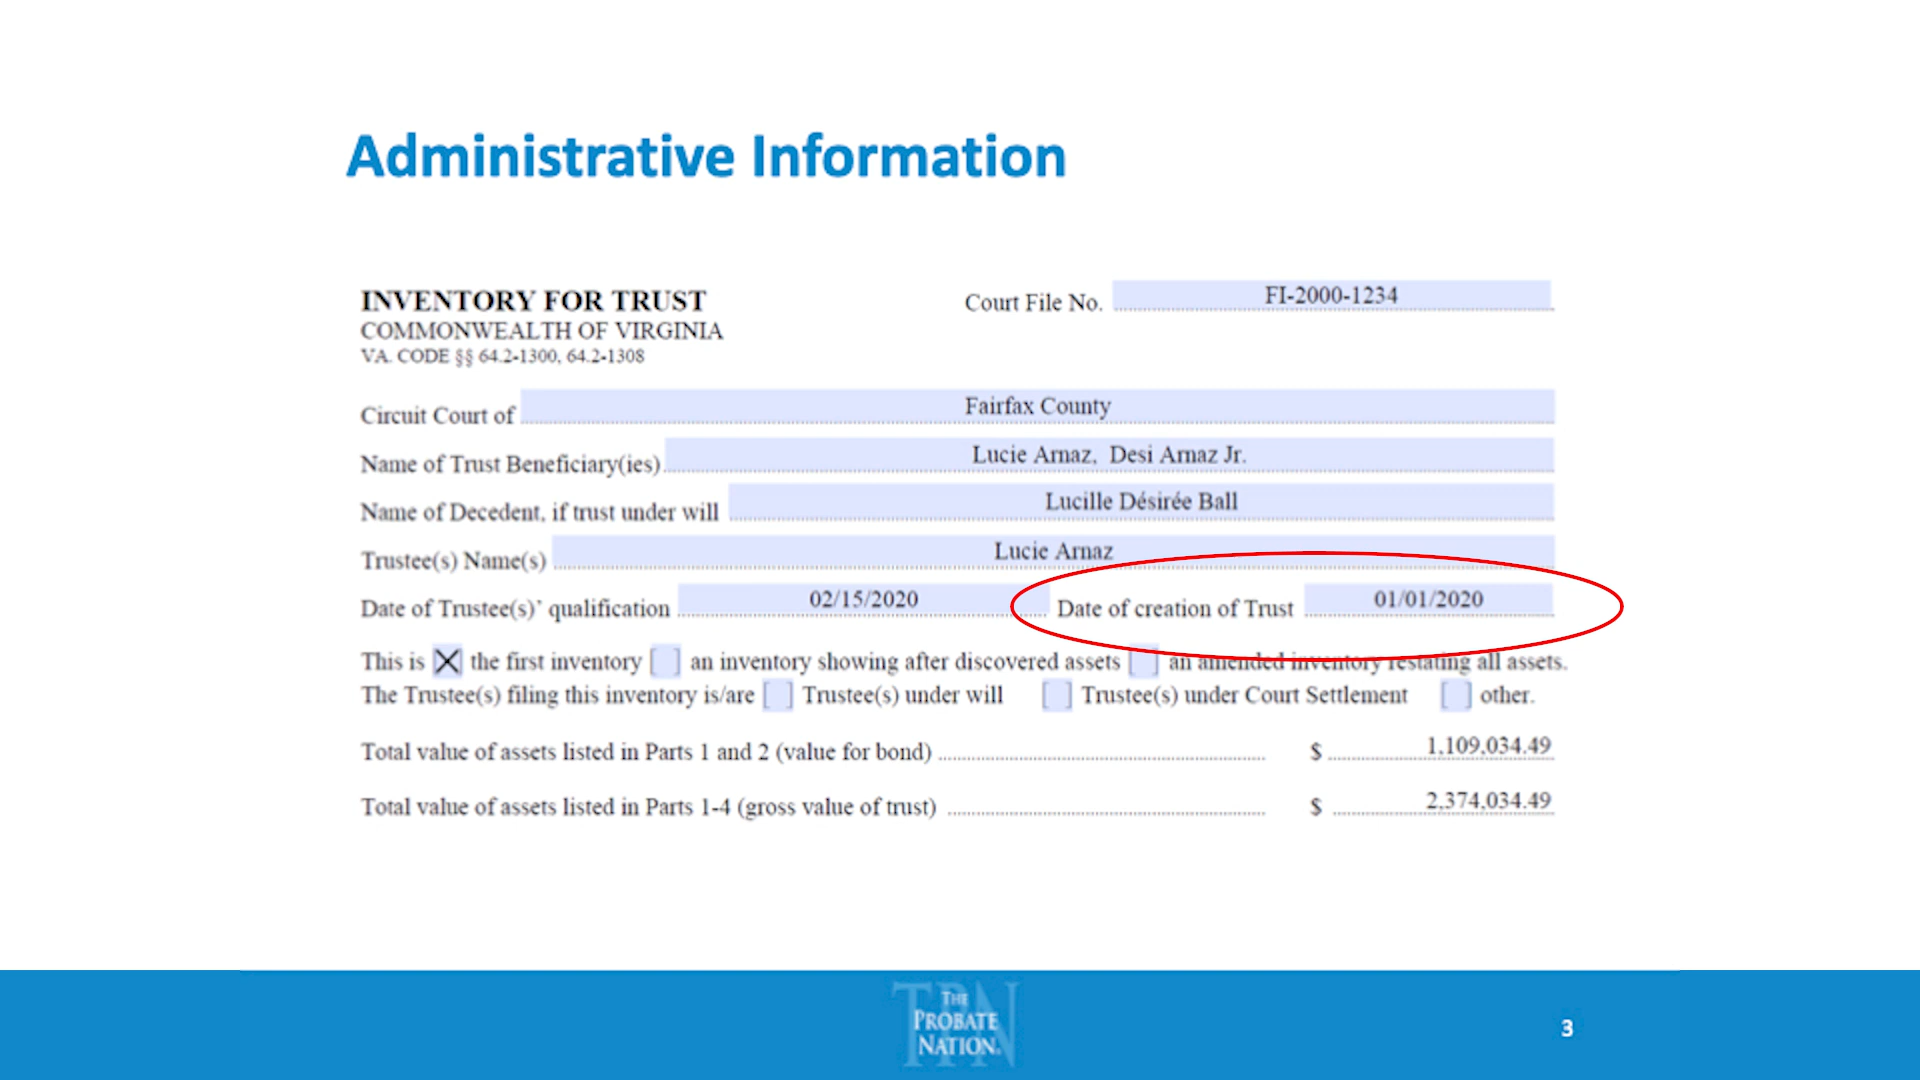 Administrative Information
INVENTORY FOR TRUST
Court File No. FI-2000-1234
COMMONWEALTH OF VIRGINIA
VA. CODE §§ 64.2-1300, 64.2-1308
Circuit Court of Fairfax County
Name of Trust Beneficiary(ies) Lucie Arnaz, Desi Arnaz Jr.
Name of Decedent, if trust under will Lucille Désirée Ball
Trustee(s) Name(s) Lucie Arnaz
Date of Trustee(s)' qualification 02/15/2020 Date of creation of Trust 01/01/2020
This is [X] the first inventory [ ] an inventory showing after discovered assets [ ] an amended inventory restating all assets.
The Trustee(s) filing this inventory is/are [ ] Trustee(s) under will [ ] Trustee(s) under Court Settlement [ ] other.
Total value of assets listed in Parts 1 and 2 (value for bond) $ 1,109,034.49
Total value of assets listed in Parts 1-4 (gross value of trust) $ 2,374,034.49
TPN
THE
PROBATE
NATION.
3